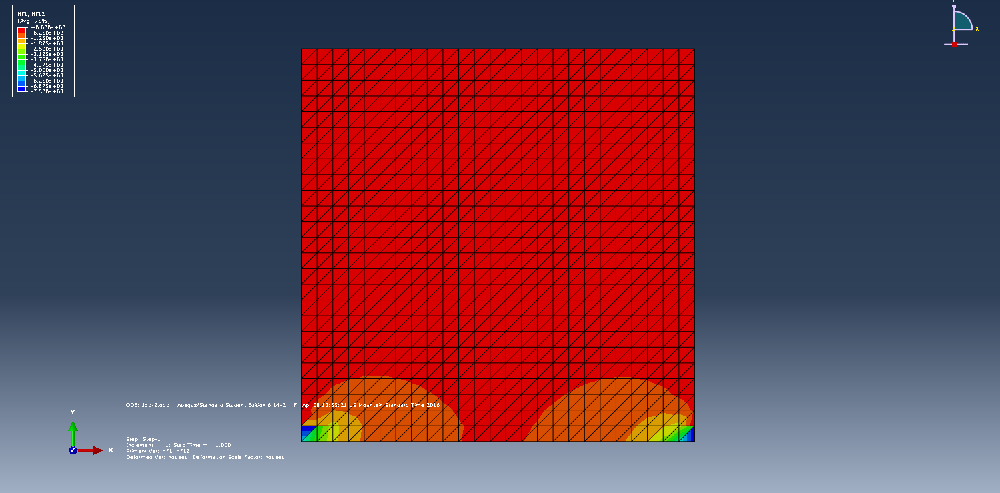 HFL, HFL2
(Avg: 75%)
+0.000e+00
-6.250e+02
-1.250e+03
-1.875e+03
-2.500e+03
-3.125e+03
-3.750e+03
-4.375e+03
-5.000e+03
-5.625e+03
-6.250e+03
-6.875e+03
-7.500e+03
Z X
ODB: Job-2.odb Abaqus/Standard Student Edition 6.14-2 Fri Apr 08 13:55:21 US Mountain Standard Time 2016
Y
Z X
Step: Step-1
Increment 1: Step Time = 1.000
Primary Var: HFL, HFL2
Deformed Var: not set Deformation Scale Factor: not set